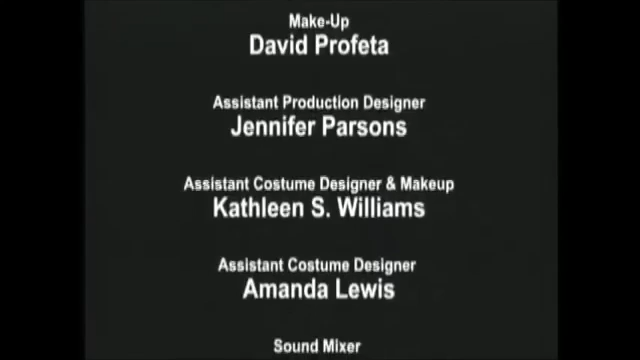 Make-Up
David Profeta
Assistant Production Designer
Jennifer Parsons
Assistant Costume Designer & Makeup
Kathleen S. Williams
Assistant Costume Designer
Amanda Lewis
Sound Mixer